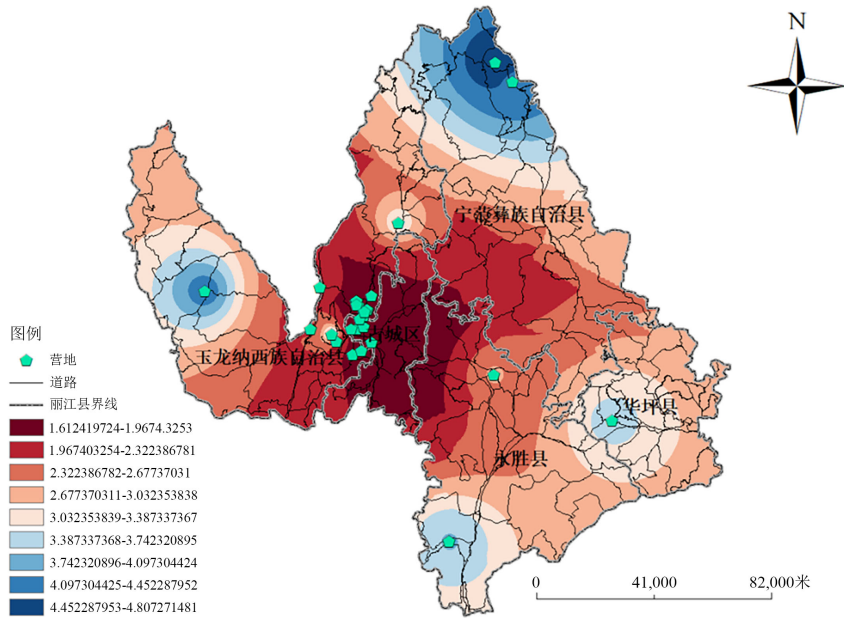 N
宁蒗彝族自治县
古城区
玉龙纳西族自治县
华坪县
永胜县
图例
营地
道路
丽江县界线
1.612419724-1.9674.3253
1.967403254-2.322386781
2.322386782-2.67737031
2.677370311-3.032353838
3.032353839-3.387337367
3.387337368-3.742320895
3.742320896-4.097304424
4.097304425-4.452287952
4.452287953-4.807271481
0 41,000 82,000米